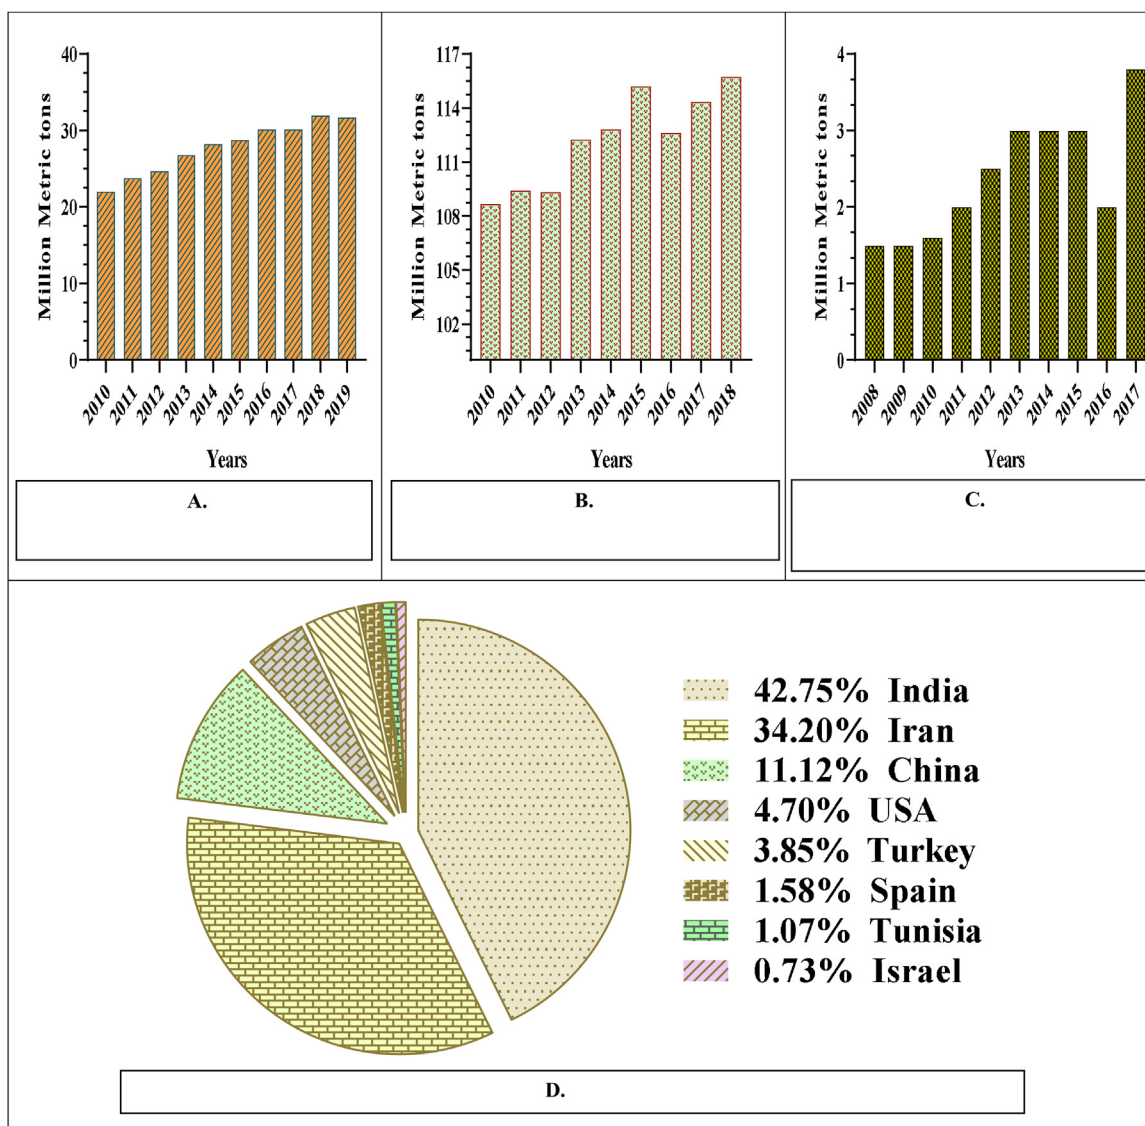 40
30
20
10
0
Million Metric tons
2010
2011
2012
2013
2014
2015
2016
2017
2018
2019
Years
A.
117
114
111
108
105
102
Million Metric tons
2010
2011
2012
2013
2014
2015
2016
2017
2018
Years
B.
4
3
2
1
0
Million Metric tons
2008
2009
2010
2011
2012
2013
2014
2015
2016
2017
Years
C.
42.75% India
34.20% Iran
11.12% China
4.70% USA
3.85% Turkey
1.58% Spain
1.07% Tunisia
0.73% Israel
D.